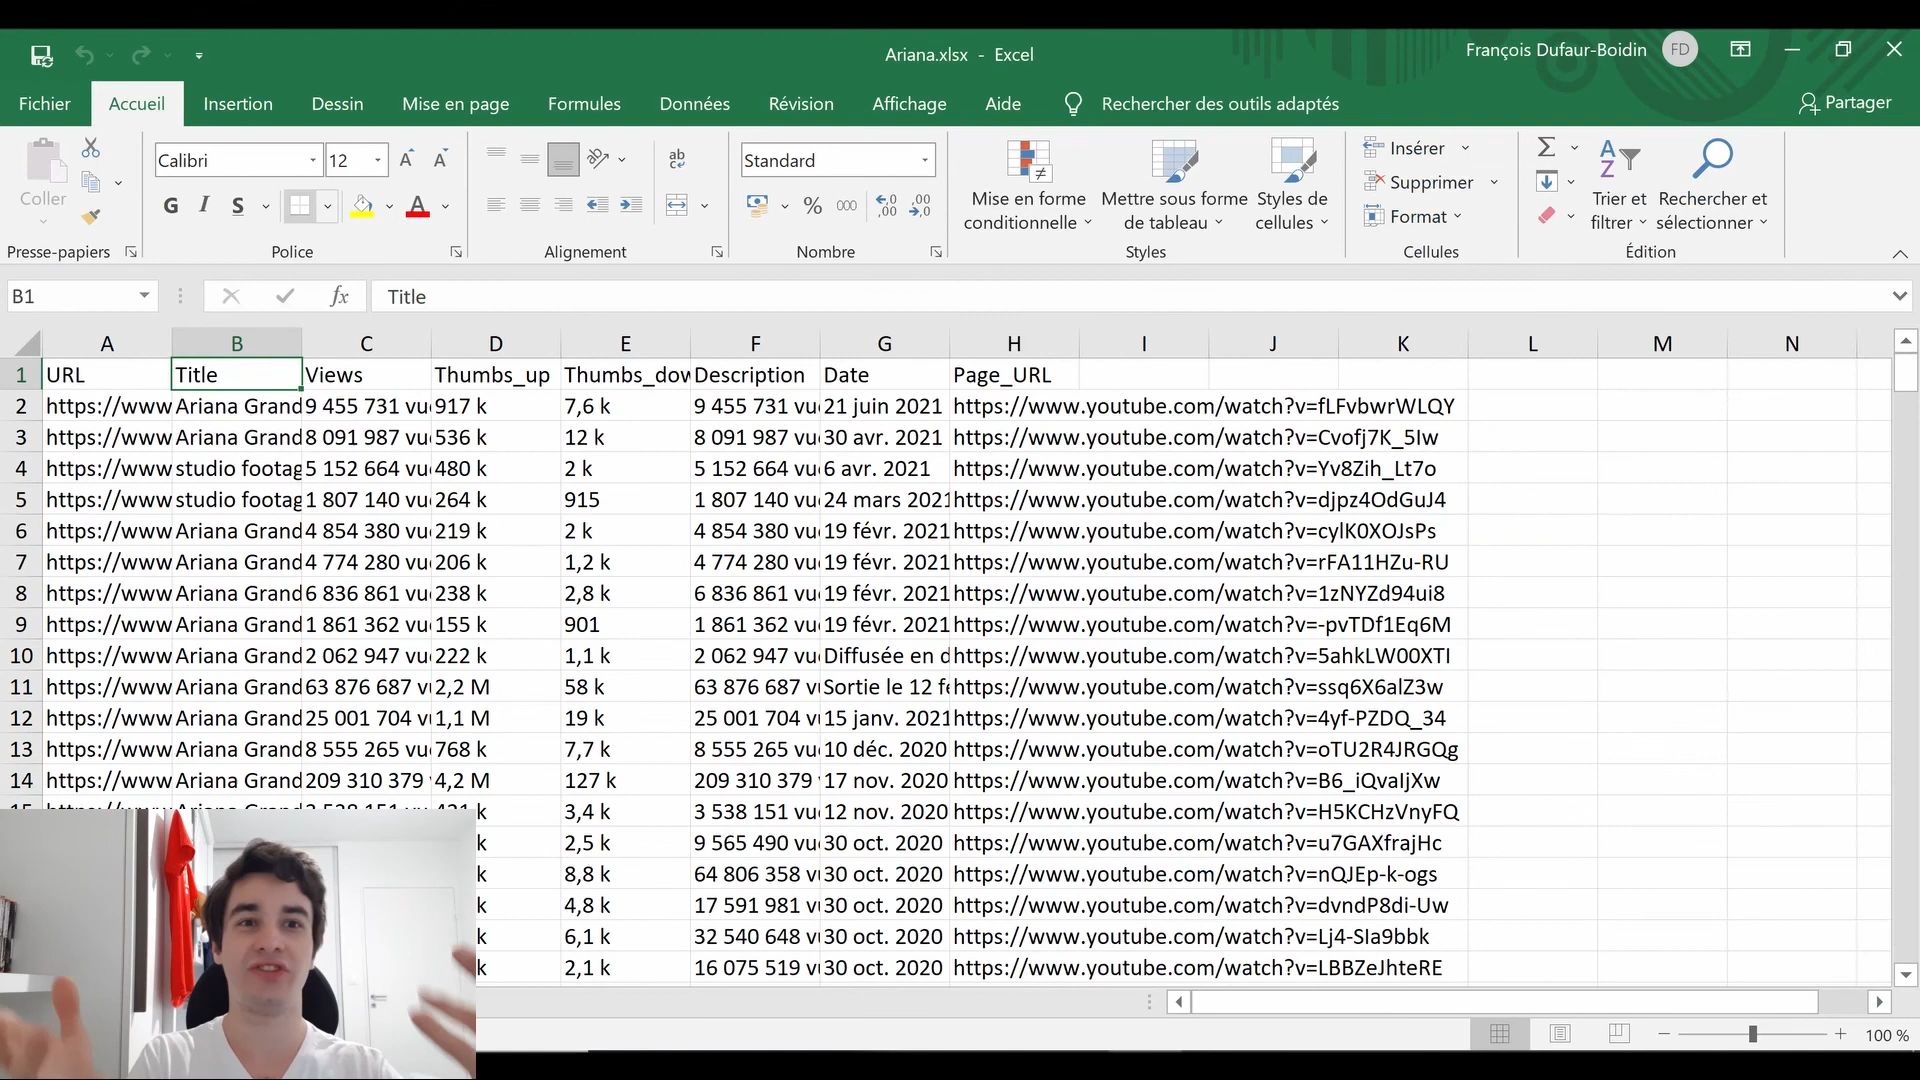 Ariana.xlsx - Excel
François Dufaur-Boidin
FD
Fichier
Accueil
Insertion
Dessin
Mise en page
Formules
Données
Révision
Affichage
Aide
Rechercher des outils adaptés
Partager
Coller
Calibri
12
Standard
G I S
Mise en forme conditionnelle
Mettre sous forme de tableau
Styles de cellules
Insérer
Supprimer
Format
Trier et filtrer
Rechercher et sélectionner
Presse-papiers
Police
Alignement
Nombre
Styles
Cellules
Édition
B1
fx
Title
A B C D E F G H I J K L M N
1 URL Title Views Thumbs_up Thumbs_dow Description Date Page_URL
2 https://www Ariana Grand 9 455 731 vu 917 k 7,6 k 9 455 731 vu 21 juin 2021 https://www.youtube.com/watch?v=fLFvbwrWLQY
3 https://www Ariana Grand 8 091 987 vu 536 k 12 k 8 091 987 vu 30 avr. 2021 https://www.youtube.com/watch?v=Cvofj7K_5Iw
4 https://www studio footag 5 152 664 vu 480 k 2 k 5 152 664 vu 6 avr. 2021 https://www.youtube.com/watch?v=Yv8Zih_Lt7o
5 https://www studio footag 1 807 140 vu 264 k 915 1 807 140 vu 24 mars 2021 https://www.youtube.com/watch?v=djpz4OdGuJ4
6 https://www Ariana Grand 4 854 380 vu 219 k 2 k 4 854 380 vu 19 févr. 2021 https://www.youtube.com/watch?v=cylK0XOJsPs
7 https://www Ariana Grand 4 774 280 vu 206 k 1,2 k 4 774 280 vu 19 févr. 2021 https://www.youtube.com/watch?v=rFA11HZu-RU
8 https://www Ariana Grand 6 836 861 vu 238 k 2,8 k 6 836 861 vu 19 févr. 2021 https://www.youtube.com/watch?v=1zNYZd94ui8
9 https://www Ariana Grand 1 861 362 vu 155 k 901 1 861 362 vu 19 févr. 2021 https://www.youtube.com/watch?v=-pvTDf1Eq6M
10 https://www Ariana Grand 2 062 947 vu 222 k 1,1 k 2 062 947 vu Diffusée en d https://www.youtube.com/watch?v=5ahkLW00XTI
11 https://www Ariana Grand 63 876 687 v 2,2 M 58 k 63 876 687 v Sortie le 12 fé https://www.youtube.com/watch?v=ssq6X6alZ3w
12 https://www Ariana Grand 25 001 704 v 1,1 M 19 k 25 001 704 v 15 janv. 2021 https://www.youtube.com/watch?v=4yf-PZDQ_34
13 https://www Ariana Grand 8 555 265 vu 768 k 7,7 k 8 555 265 vu 10 déc. 2020 https://www.youtube.com/watch?v=oTU2R4JRGQg
14 https://www Ariana Grand 209 310 379 4,2 M 127 k 209 310 379 17 nov. 2020 https://www.youtube.com/watch?v=B6_iQvaIjXw
k 3,4 k 3 538 151 vu 12 nov. 2020 https://www.youtube.com/watch?v=H5KCHzVnyFQ
k 2,5 k 9 565 490 vu 30 oct. 2020 https://www.youtube.com/watch?v=u7GAXfrajHc
k 8,8 k 64 806 358 v 30 oct. 2020 https://www.youtube.com/watch?v=nQJEp-k-ogs
k 4,8 k 17 591 981 v 30 oct. 2020 https://www.youtube.com/watch?v=dvndP8di-Uw
k 6,1 k 32 540 648 v 30 oct. 2020 https://www.youtube.com/watch?v=Lj4-SIa9bbk
k 2,1 k 16 075 519 v 30 oct. 2020 https://www.youtube.com/watch?v=LBBZeJhteRE
100 %